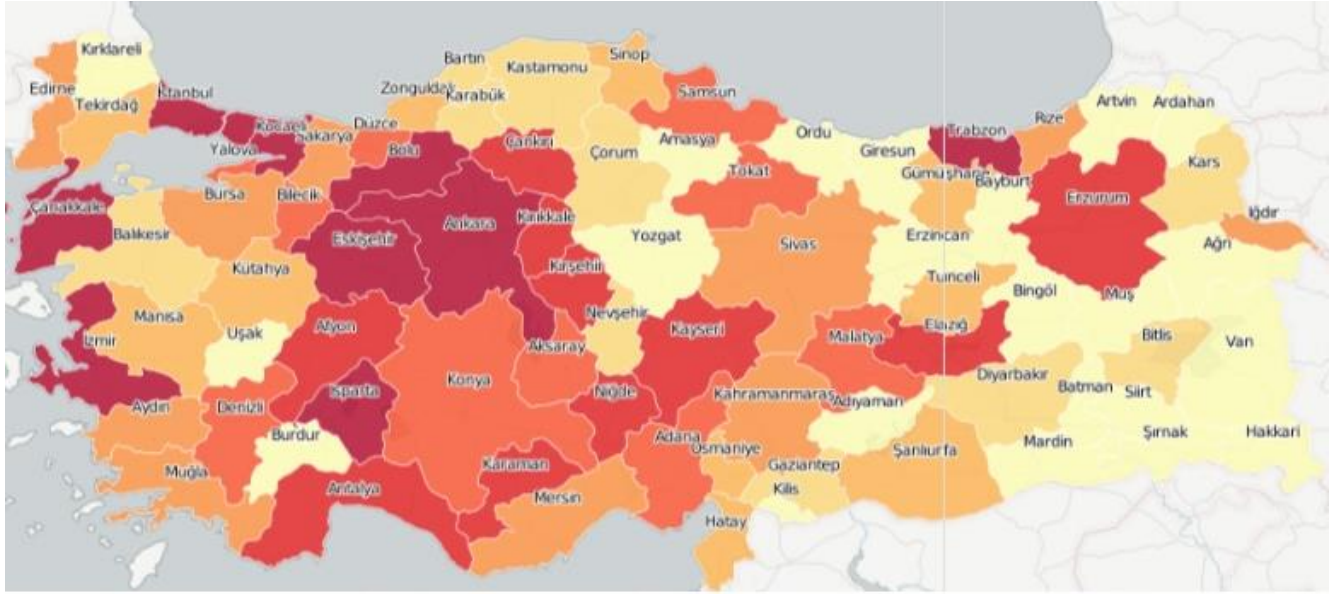 Kırklareli
Edirne
Tekirdağ
İstanbul
Kocaeli
Yalova
Sakarya
Düzce
Zonguldak
Bartın
Karabük
Kastamonu
Sinop
Samsun
Bolu
Çankırı
Çorum
Amasya
Ordu
Giresun
Trabzon
Rize
Artvin
Ardahan
Gümüşhane
Bayburt
Kars
Iğdır
Çanakkale
Balıkesir
Bursa
Bilecik
Eskişehir
Ankara
Kırıkkale
Tokat
Yozgat
Sivas
Erzincan
Erzurum
Ağrı
Kütahya
Kırşehir
Tunceli
Bingöl
Muş
Manisa
İzmir
Uşak
Afyon
Nevşehir
Kayseri
Malatya
Elazığ
Bitlis
Van
Aksaray
Konya
Isparta
Aydın
Denizli
Niğde
Kahramanmaraş
Adıyaman
Diyarbakır
Batman
Siirt
Burdur
Muğla
Antalya
Karaman
Mersin
Adana
Osmaniye
Gaziantep
Kilis
Hatay
Şanlıurfa
Mardin
Şırnak
Hakkari